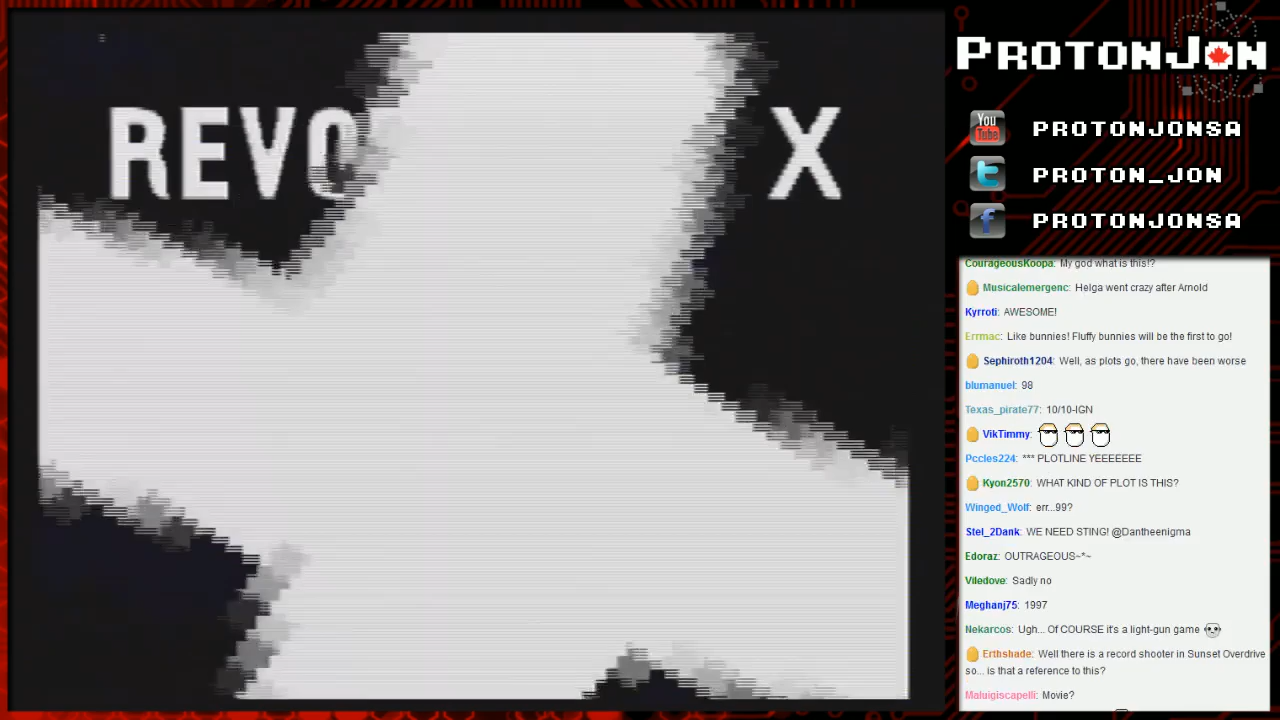 REVO X
PROTONJON
You Tube PROTONJONSA
PROTON_JON
PROTONJONSA
CourageousKoopa: My god what is this!?
Musicalemergenc: Helga went crazy after Arnold
Kyrroti: AWESOME!
Errmac: Like bunnies! Fluffy bunnies will be the first to go!
Sephiroth1204: Well, as plots go, there have been worse
blumanuel: 98
Texas_pirate77: 10/10-IGN
VikTimmy:
Pccles224: *** PLOTLINE YEEEEEEE
Kyon2570: WHAT KIND OF PLOT IS THIS?
Winged_Wolf: err...99?
Stel_2Dank: WE NEED STING! @Dantheenigma
Edoraz: OUTRAGEOUS~*~
Viledove: Sadly no
Meghanj75: 1997
Nekarcos: Ugh... Of COURSE it's a light-gun game
Erthshade: Well there is a record shooter in Sunset Overdrive
so... is that a reference to this?
Maluigiscapelli: Movie?